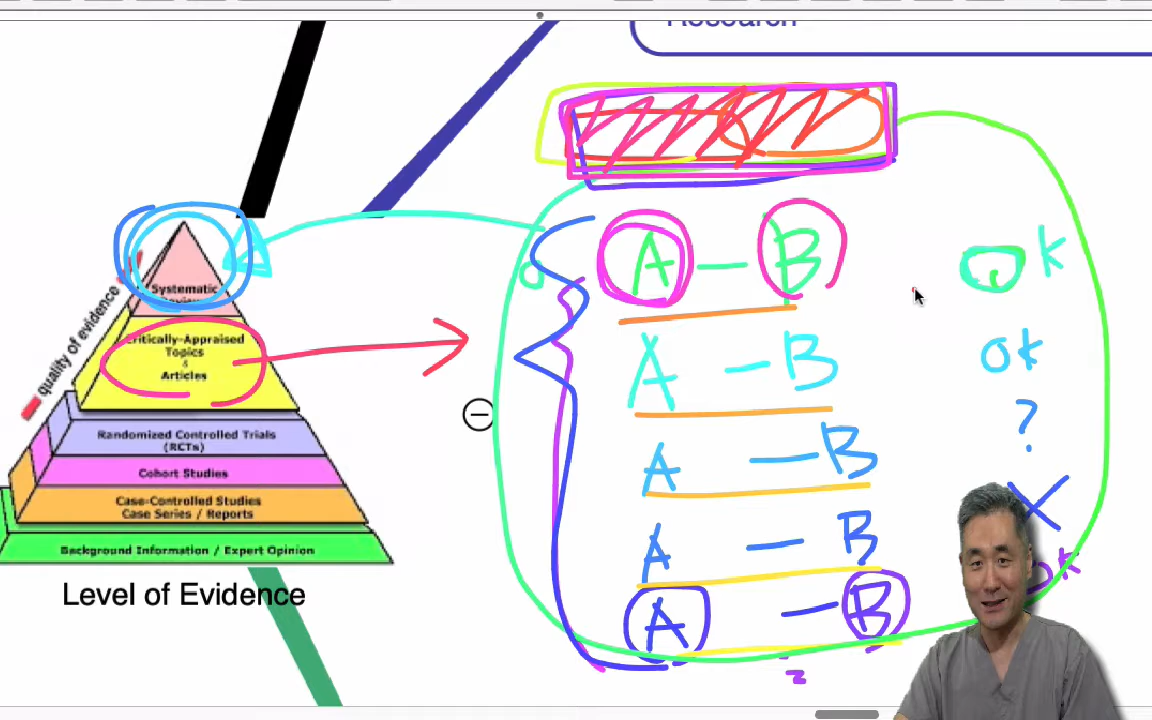 Research
A - B ok
Systematic
quality of evidence
Critically-Appraised
Topics
&
Articles
A - B ok
Randomized Controlled Trials
(RCTs)
A - B ?
Cohort Studies
Case-Controlled Studies
Case Series / Reports
A - B X
Background Information / Expert Opinion
Level of Evidence
A - B ok